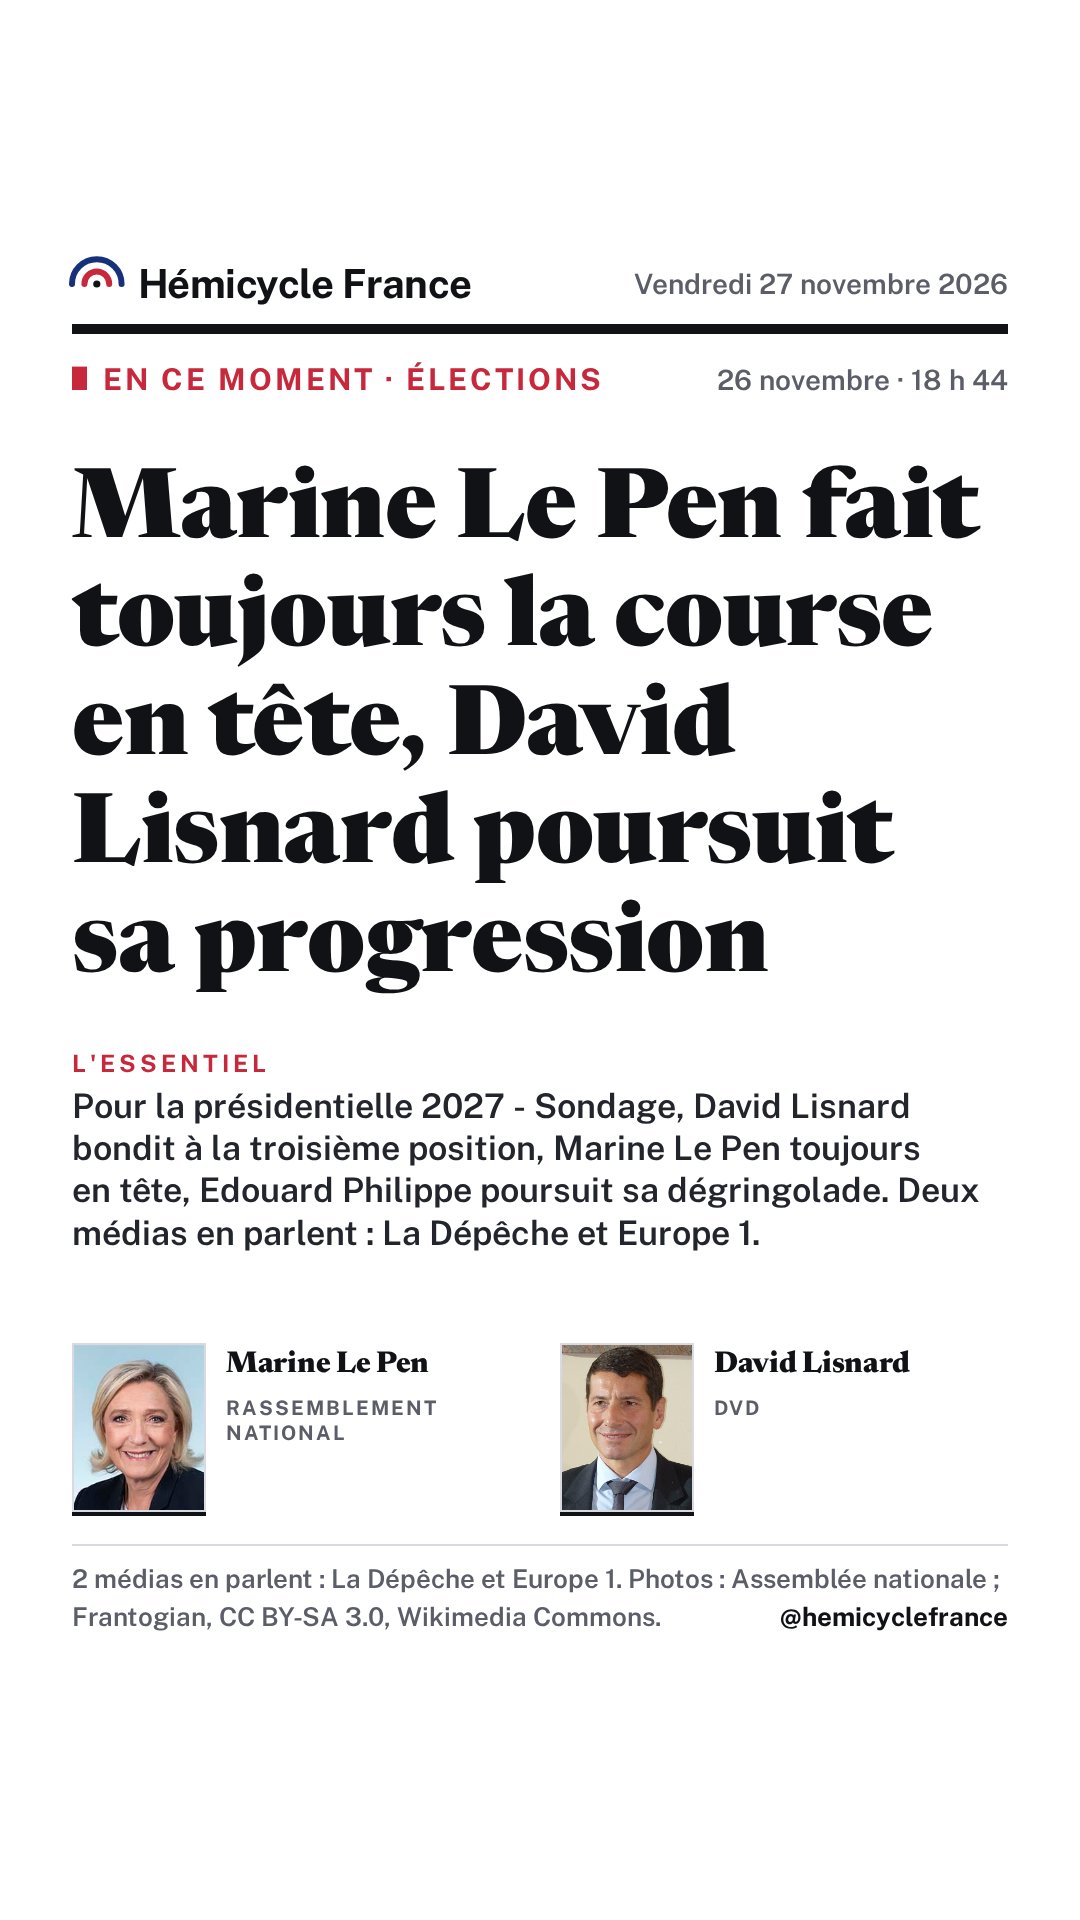 Hémicycle France
Vendredi 27 novembre 2026
EN CE MOMENT · ÉLECTIONS
26 novembre · 18 h 44
Marine Le Pen fait
toujours la course
en tête, David
Lisnard poursuit
sa progression
L'ESSENTIEL
Pour la présidentielle 2027 - Sondage, David Lisnard
bondit à la troisième position, Marine Le Pen toujours
en tête, Edouard Philippe poursuit sa dégringolade. Deux
médias en parlent : La Dépêche et Europe 1.
Marine Le Pen
RASSEMBLEMENT
NATIONAL
David Lisnard
DVD
2 médias en parlent : La Dépêche et Europe 1. Photos : Assemblée nationale ;
Frantogian, CC BY-SA 3.0, Wikimedia Commons.
@hemicyclefrance